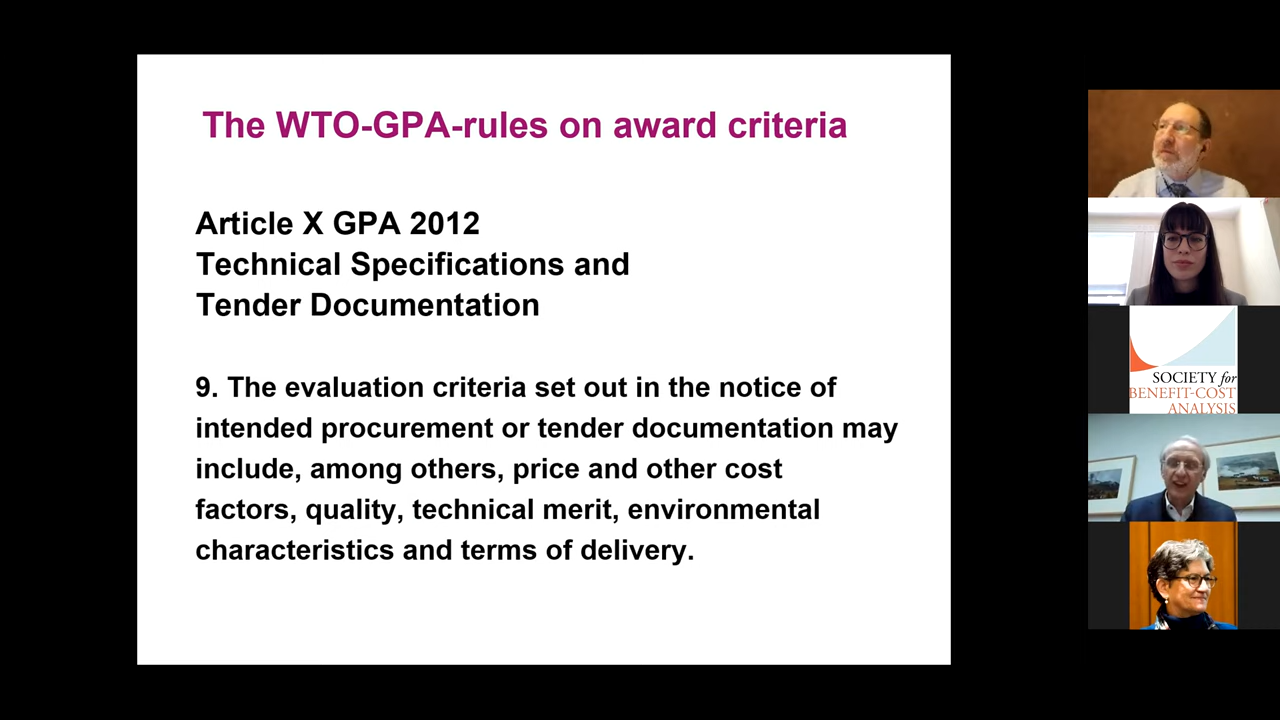 The WTO-GPA-rules on award criteria
Article X GPA 2012
Technical Specifications and
Tender Documentation
9. The evaluation criteria set out in the notice of
intended procurement or tender documentation may
include, among others, price and other cost
factors, quality, technical merit, environmental
characteristics and terms of delivery.
SOCIETY for
BENEFIT-COST
ANALYSIS